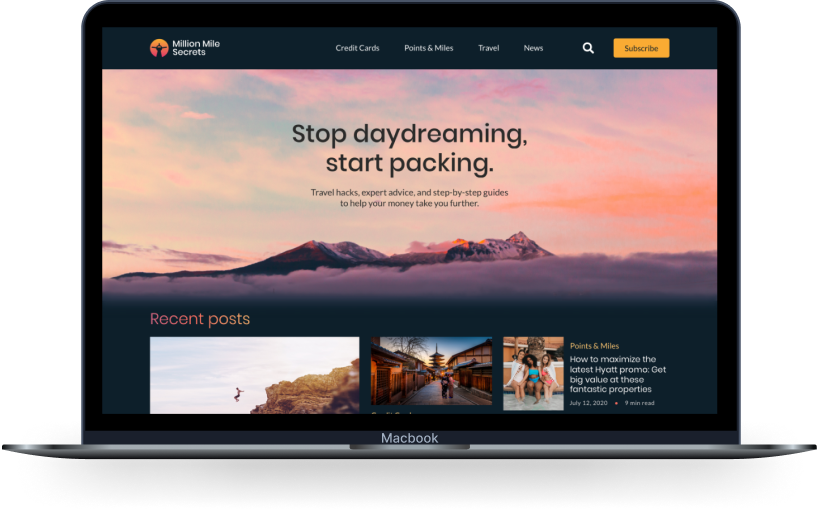 Million Mile
Secrets
Credit Cards
Points & Miles
Travel
News
Subscribe
Stop daydreaming,
start packing.
Travel hacks, expert advice, and step-by-step guides
to help your money take you further.
Recent posts
Points & Miles
How to maximize the
latest Hyatt promo: Get
big value at these
fantastic properties
July 12, 2020 • 9 min read
Macbook